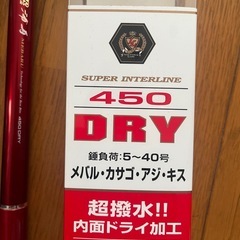 SUPER INTERLINE
450
DRY
錘負荷:5〜40号
メバル・カサゴ・アジ・キス
超撥水!!
内面ドライ加工
450DRY